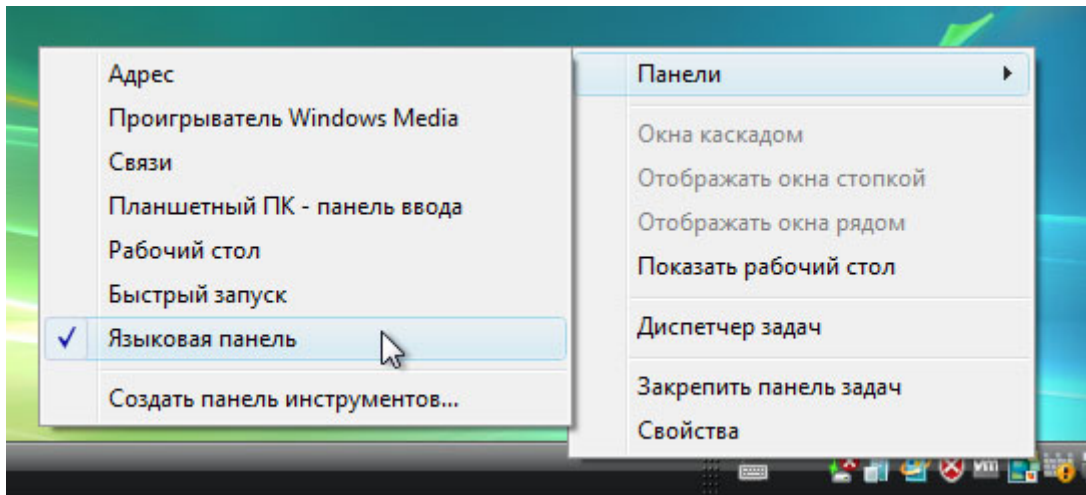 Адрес
Проигрыватель Windows Media
Связи
Планшетный ПК - панель ввода
Рабочий стол
Быстрый запуск
Языковая панель
Создать панель инструментов...
Панели
Окна каскадом
Отображать окна стопкой
Отображать окна рядом
Показать рабочий стол
Диспетчер задач
Закрепить панель задач
Свойства
vm